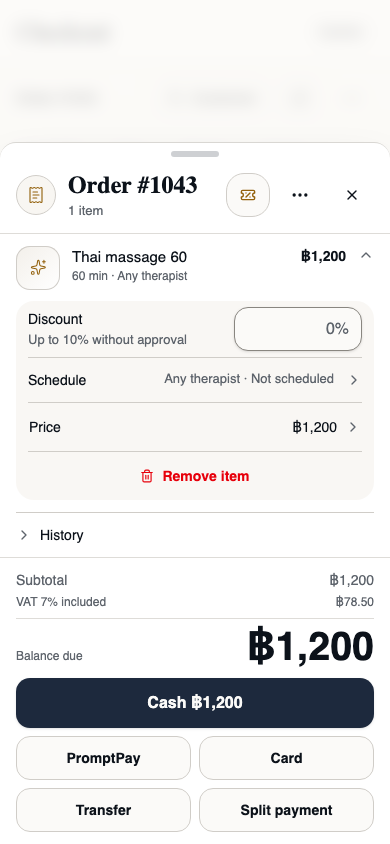 Order #1043
1 item
Thai massage 60
฿1,200
60 min · Any therapist
Discount
Up to 10% without approval
0%
Schedule
Any therapist · Not scheduled
Price
฿1,200
Remove item
History
Subtotal
฿1,200
VAT 7% included
฿78.50
Balance due
฿1,200
Cash ฿1,200
PromptPay
Card
Transfer
Split payment